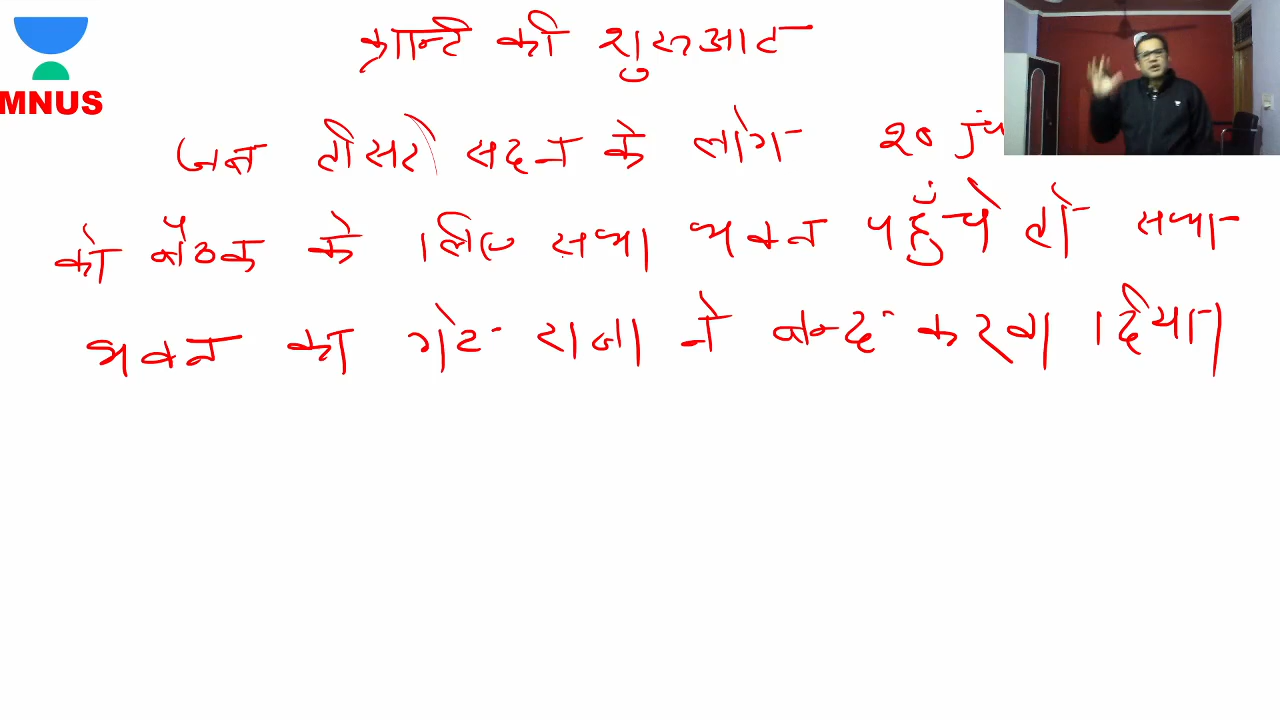 क्रान्ति की शुरुआत
MNUS
जब तीसरे सदन के लोग 20
को बैठक के लिए सभा भवन पहुँचे तो सभा
भवन का गेट राजा ने बन्द करवा दिया।